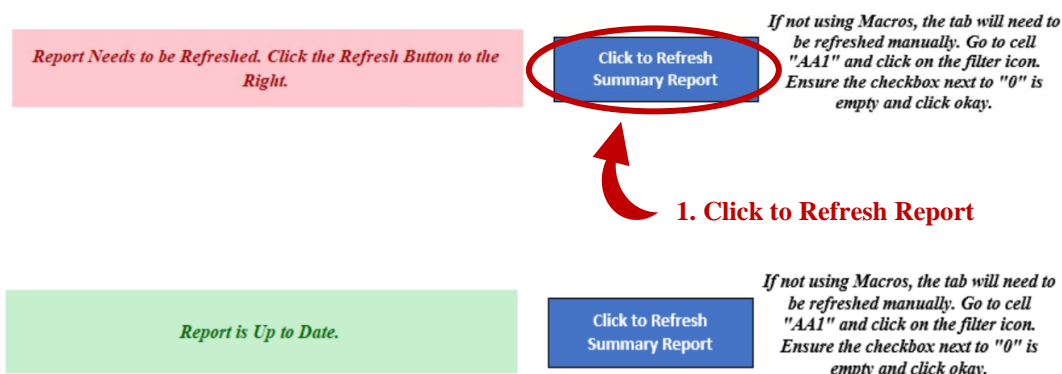 Report Needs to be Refreshed. Click the Refresh Button to the
Right.
Click to Refresh
Summary Report
If not using Macros, the tab will need to
be refreshed manually. Go to cell
"AA1" and click on the filter icon.
Ensure the checkbox next to "0" is
empty and click okay.
1. Click to Refresh Report
Report is Up to Date.
Click to Refresh
Summary Report
If not using Macros, the tab will need to
be refreshed manually. Go to cell
"AA1" and click on the filter icon.
Ensure the checkbox next to "0" is
empty and click okay.